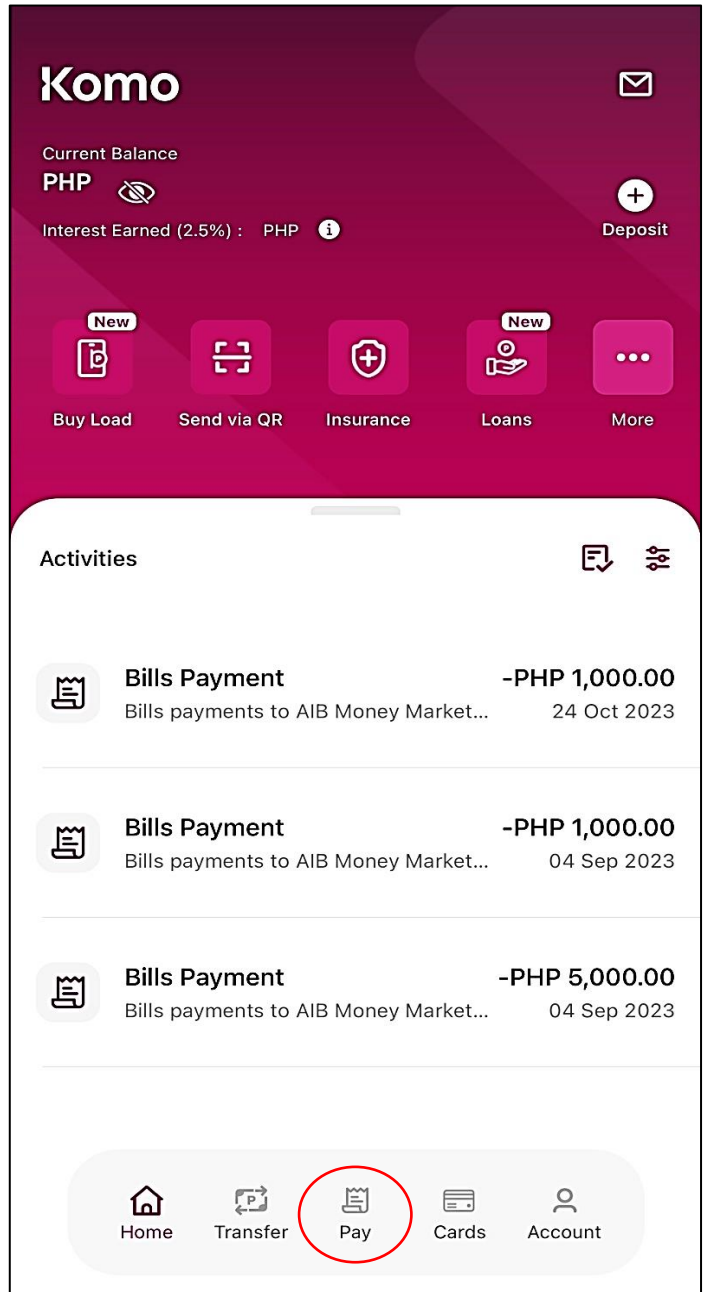 Komo
Current Balance
PHP
Interest Earned (2.5%) : PHP
Deposit
New
New
Buy Load
Send via QR
Insurance
Loans
More
Activities
Bills Payment
-PHP 1,000.00
Bills payments to AIB Money Market...
24 Oct 2023
Bills Payment
-PHP 1,000.00
Bills payments to AIB Money Market...
04 Sep 2023
Bills Payment
-PHP 5,000.00
Bills payments to AIB Money Market...
04 Sep 2023
Home
Transfer
Pay
Cards
Account